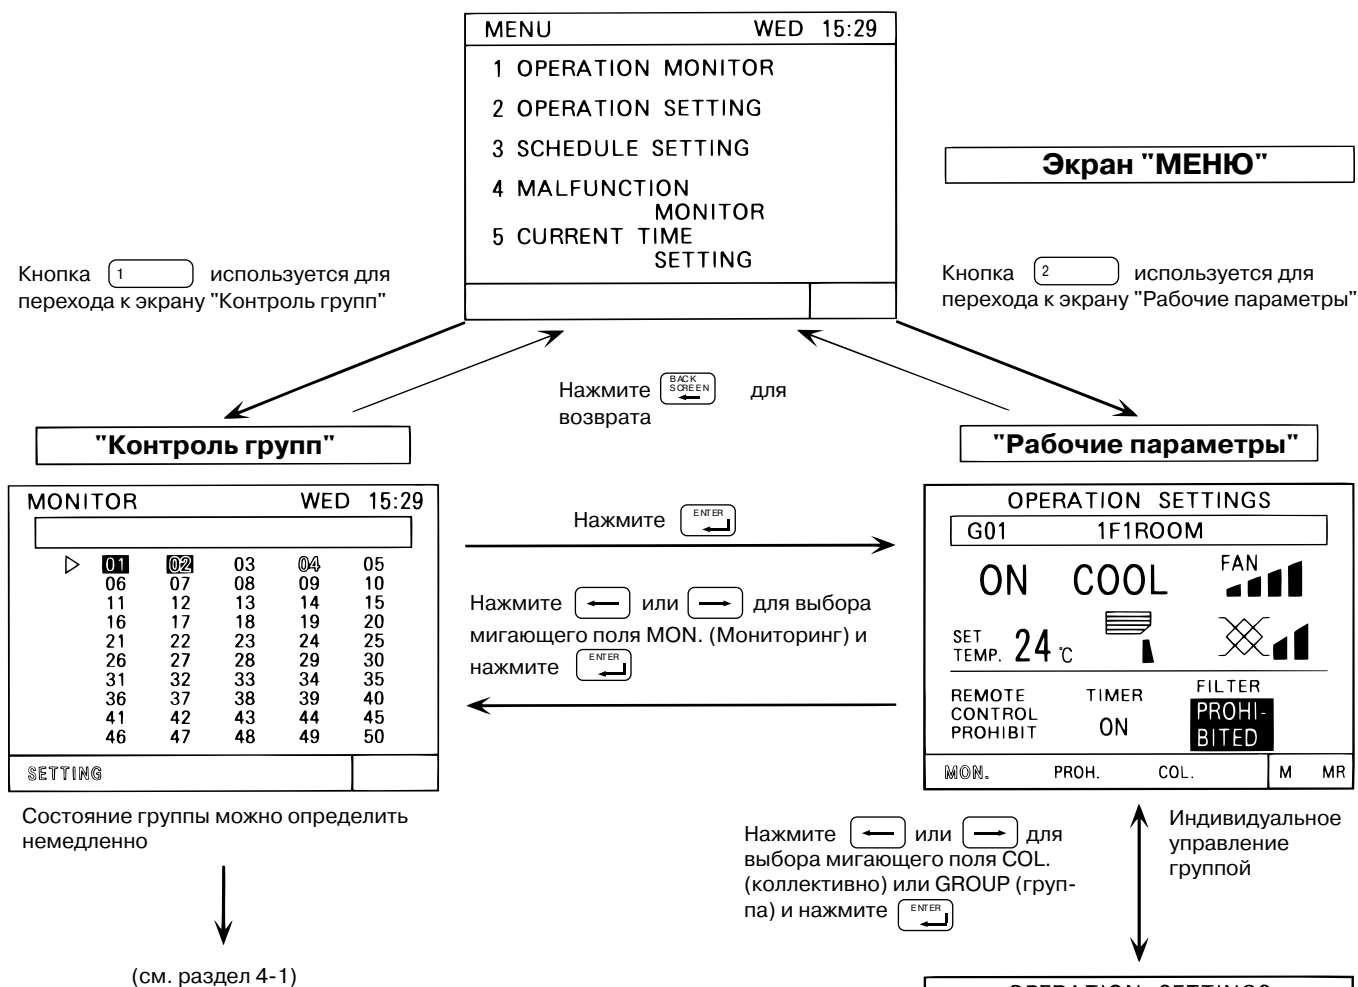 MENU WED 15:29
1 OPERATION MONITOR
2 OPERATION SETTING
3 SCHEDULE SETTING
4 MALFUNCTION
MONITOR
5 CURRENT TIME
SETTING
Экран "МЕНЮ"
Кнопка 1 используется для
перехода к экрану "Контроль групп"
Кнопка 2 используется для
перехода к экрану "Рабочие параметры"
Нажмите BACK SCREEN для
возврата
"Контроль групп"
"Рабочие параметры"
MONITOR WED 15:29
01 02 03 04 05
06 07 08 09 10
11 12 13 14 15
16 17 18 19 20
21 22 23 24 25
26 27 28 29 30
31 32 33 34 35
36 37 38 39 40
41 42 43 44 45
46 47 48 49 50
SETTING
Состояние группы можно определить
немедленно
(см. раздел 4-1)
Нажмите ENTER
Нажмите ← или → для выбора
мигающего поля MON. (Мониторинг) и
нажмите ENTER
OPERATION SETTINGS
G01 1F1ROOM
ON COOL FAN
SET
TEMP. 24 °C
REMOTE
CONTROL
PROHIBIT
TIMER
ON
FILTER
PROHI-
BITED
MON. PROH. COL. M MR
Нажмите ← или → для
выбора мигающего поля COL.
(коллективно) или GROUP (груп-
па) и нажмите ENTER
Индивидуальное
управление
группой
OPERATION SETTINGS